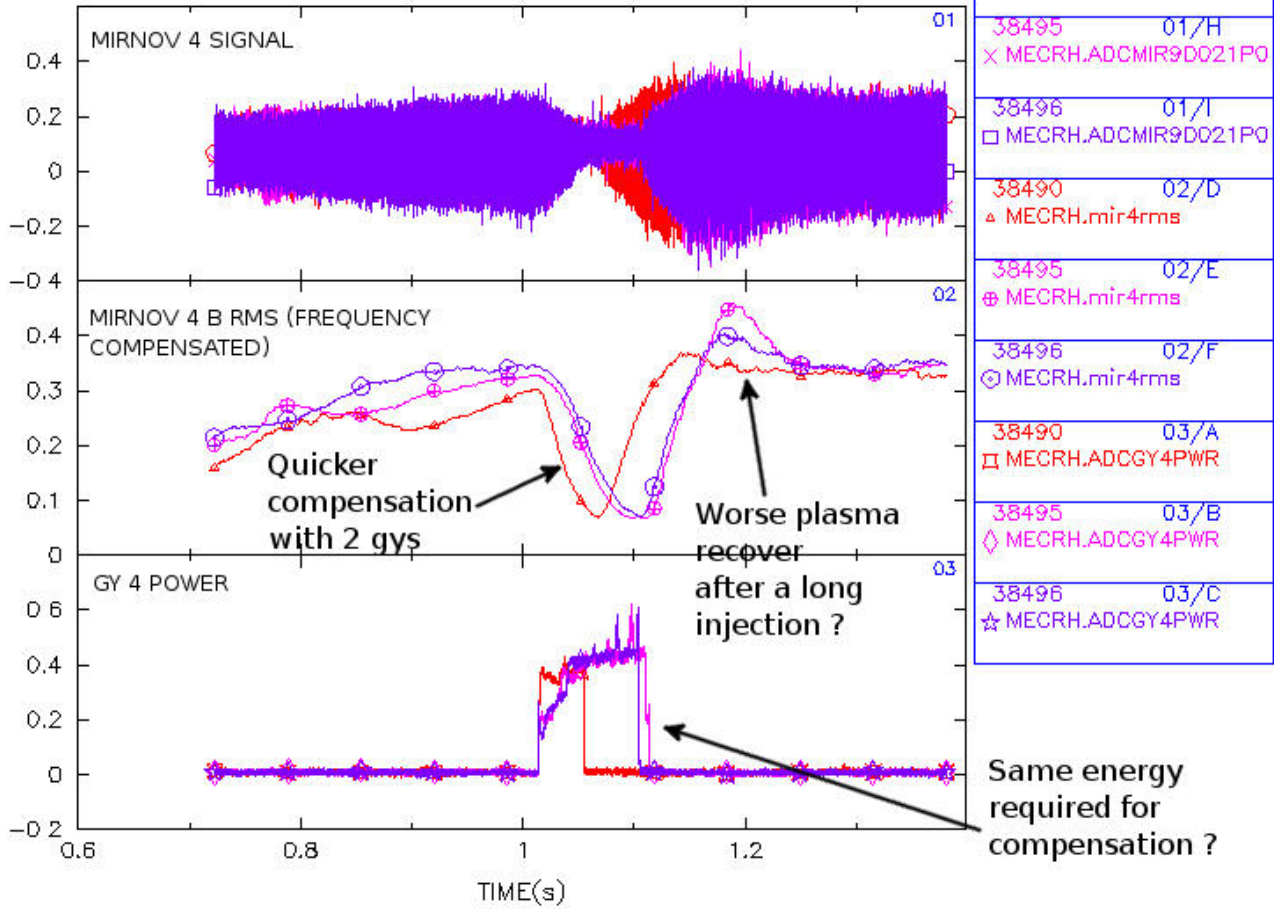 MIRNOV 4 SIGNAL
01
0.4
0.2
0
-0.2
-0 4
MIRNOV 4 B RMS (FREQUENCY
COMPENSATED)
02
0.4
0.3
0.2
0.1
0
Quicker
compensation
with 2 gys
Worse plasma
recover
after a long
injection ?
GY 4 POWER
03
0 6
0.4
0.2
0
-0 2
0.6
0.8
1
1.2
TIME(s)
Same energy
required for
compensation ?
38495 01/H
MECRH.ADCMIR9DO21PO
38496 01/I
MECRH.ADCMIR9DO21PO
38490 02/D
MECRH.mir4rms
38495 02/E
MECRH.mir4rms
38496 02/F
MECRH.mir4rms
38490 03/A
MECRH.ADCGY4PWR
38495 03/B
MECRH.ADCGY4PWR
38496 03/C
MECRH.ADCGY4PWR